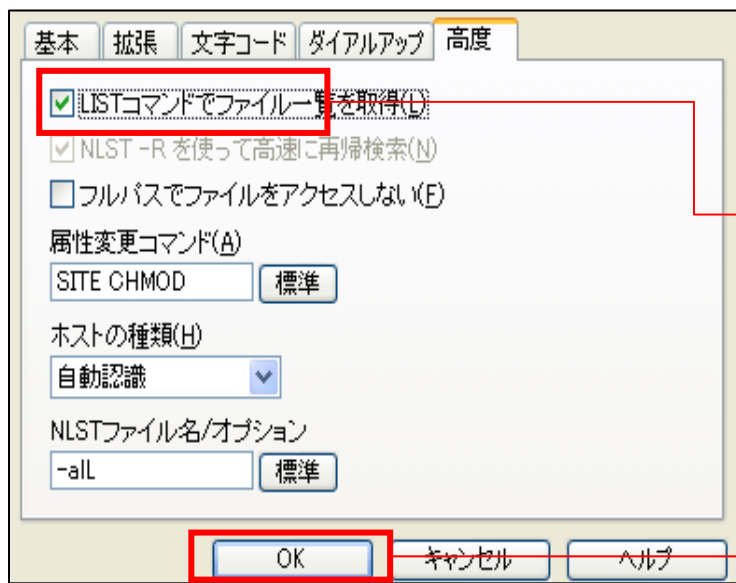 基本 拡張 文字コード ダイアルアップ 高度
LISTコマンドでファイル一覧を取得(L)
NLST -R を使って高速に再帰検索(N)
フルパスでファイルをアクセスしない(F)
属性変更コマンド(A)
SITE CHMOD 標準
ホストの種類(H)
自動認識
NLSTファイル名/オプション
-alL 標準
OK キャンセル ヘルプ